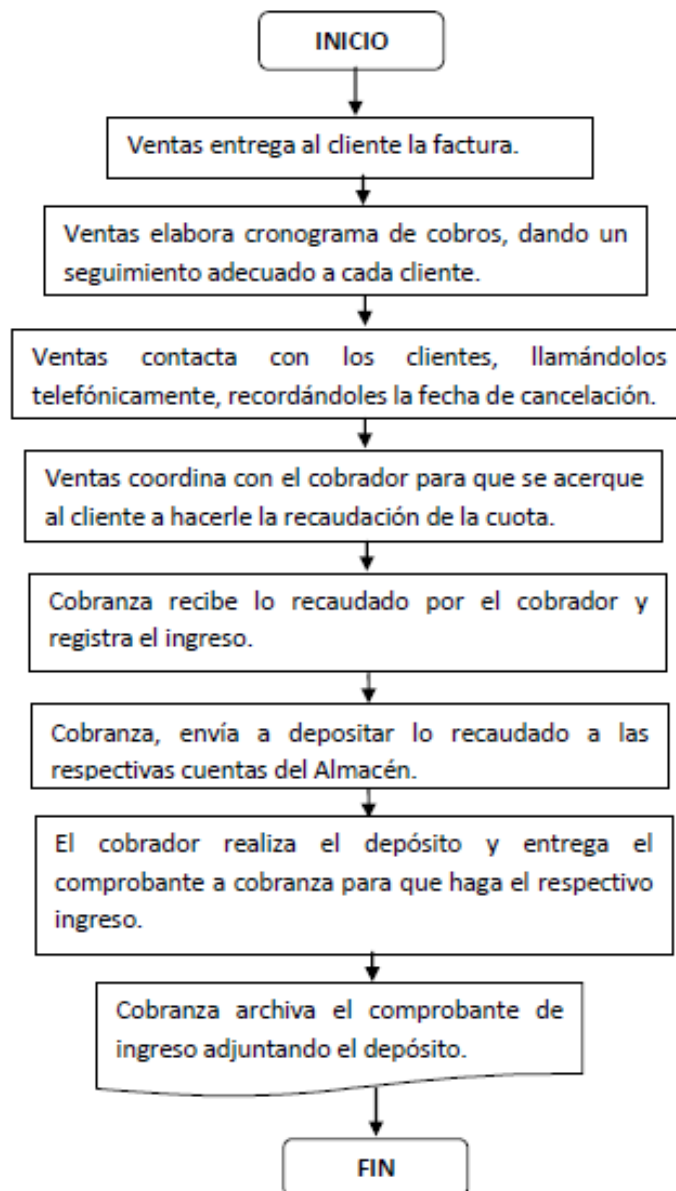 INICIO
Ventas entrega al cliente la factura.
Ventas elabora cronograma de cobros, dando un
seguimiento adecuado a cada cliente.
Ventas contacta con los clientes, llamándolos
telefónicamente, recordándoles la fecha de cancelación.
Ventas coordina con el cobrador para que se acerque
al cliente a hacerle la recaudación de la cuota.
Cobranza recibe lo recaudado por el cobrador y
registra el ingreso.
Cobranza, envía a depositar lo recaudado a las
respectivas cuentas del Almacén.
El cobrador realiza el depósito y entrega el
comprobante a cobranza para que haga el respectivo
ingreso.
Cobranza archiva el comprobante de
ingreso adjuntando el depósito.
FIN